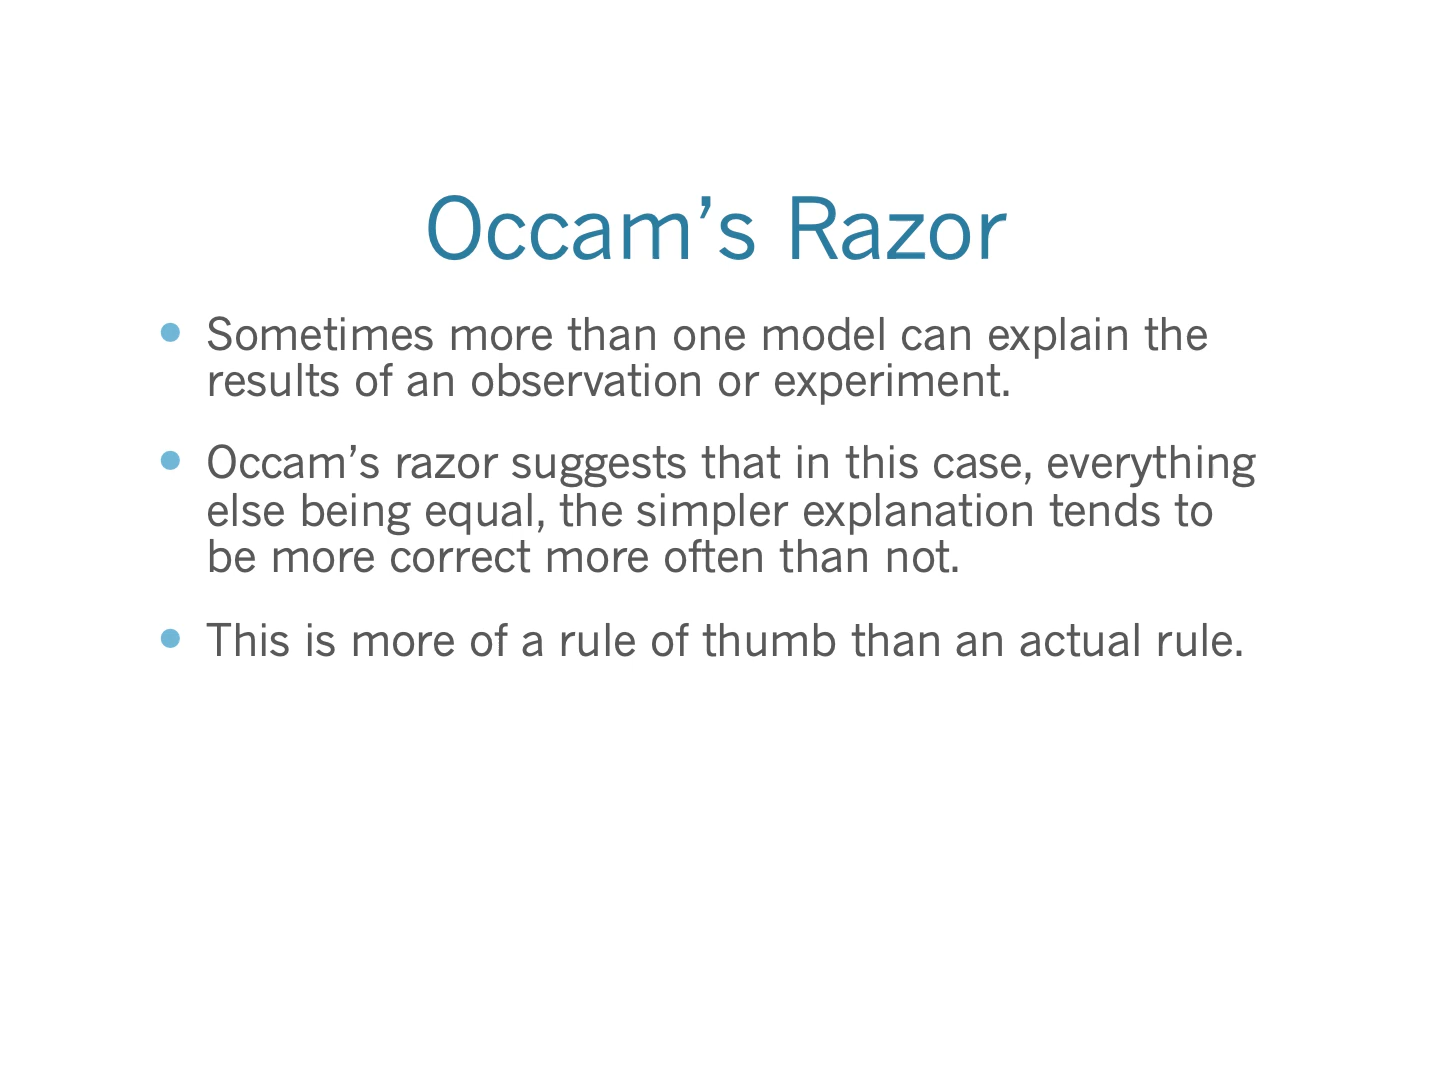 Occam’s Razor
• Sometimes more than one model can explain the
results of an observation or experiment.
• Occam’s razor suggests that in this case, everything
else being equal, the simpler explanation tends to
be more correct more often than not.
• This is more of a rule of thumb than an actual rule.